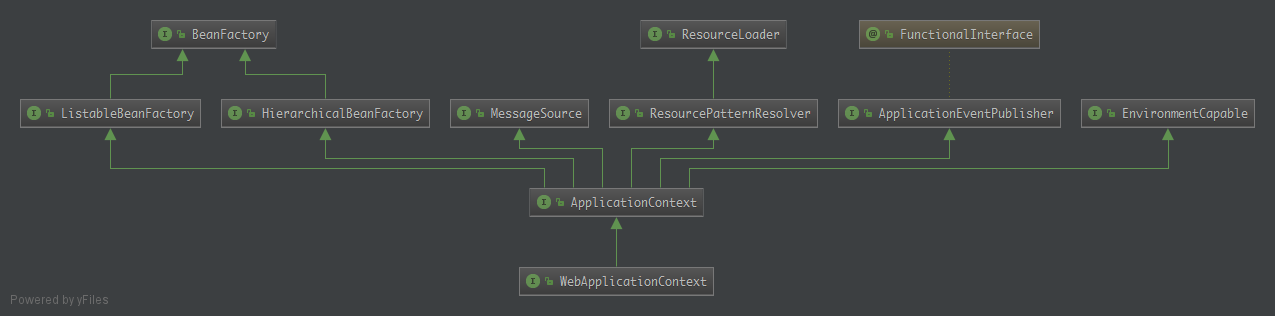 I BeanFactory
I ResourceLoader
@ FunctionalInterface
I ListableBeanFactory
I HierarchicalBeanFactory
I MessageSource
I ResourcePatternResolver
I ApplicationEventPublisher
I EnvironmentCapable
I ApplicationContext
I WebApplicationContext
Powered by yFiles